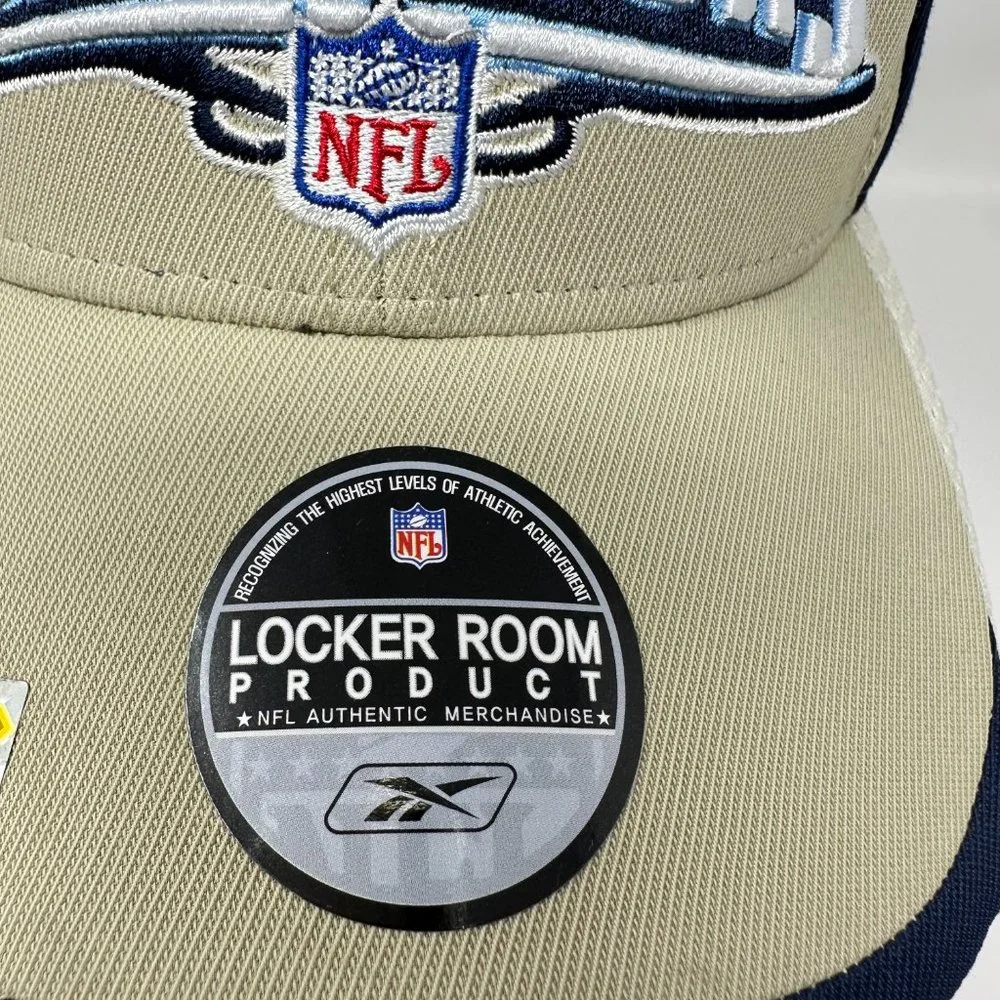 NFL
RECOGNIZING THE HIGHEST LEVELS OF ATHLETIC ACHIEVEMENT
NFL
LOCKER ROOM
PRODUCT
★ NFL AUTHENTIC MERCHANDISE ★